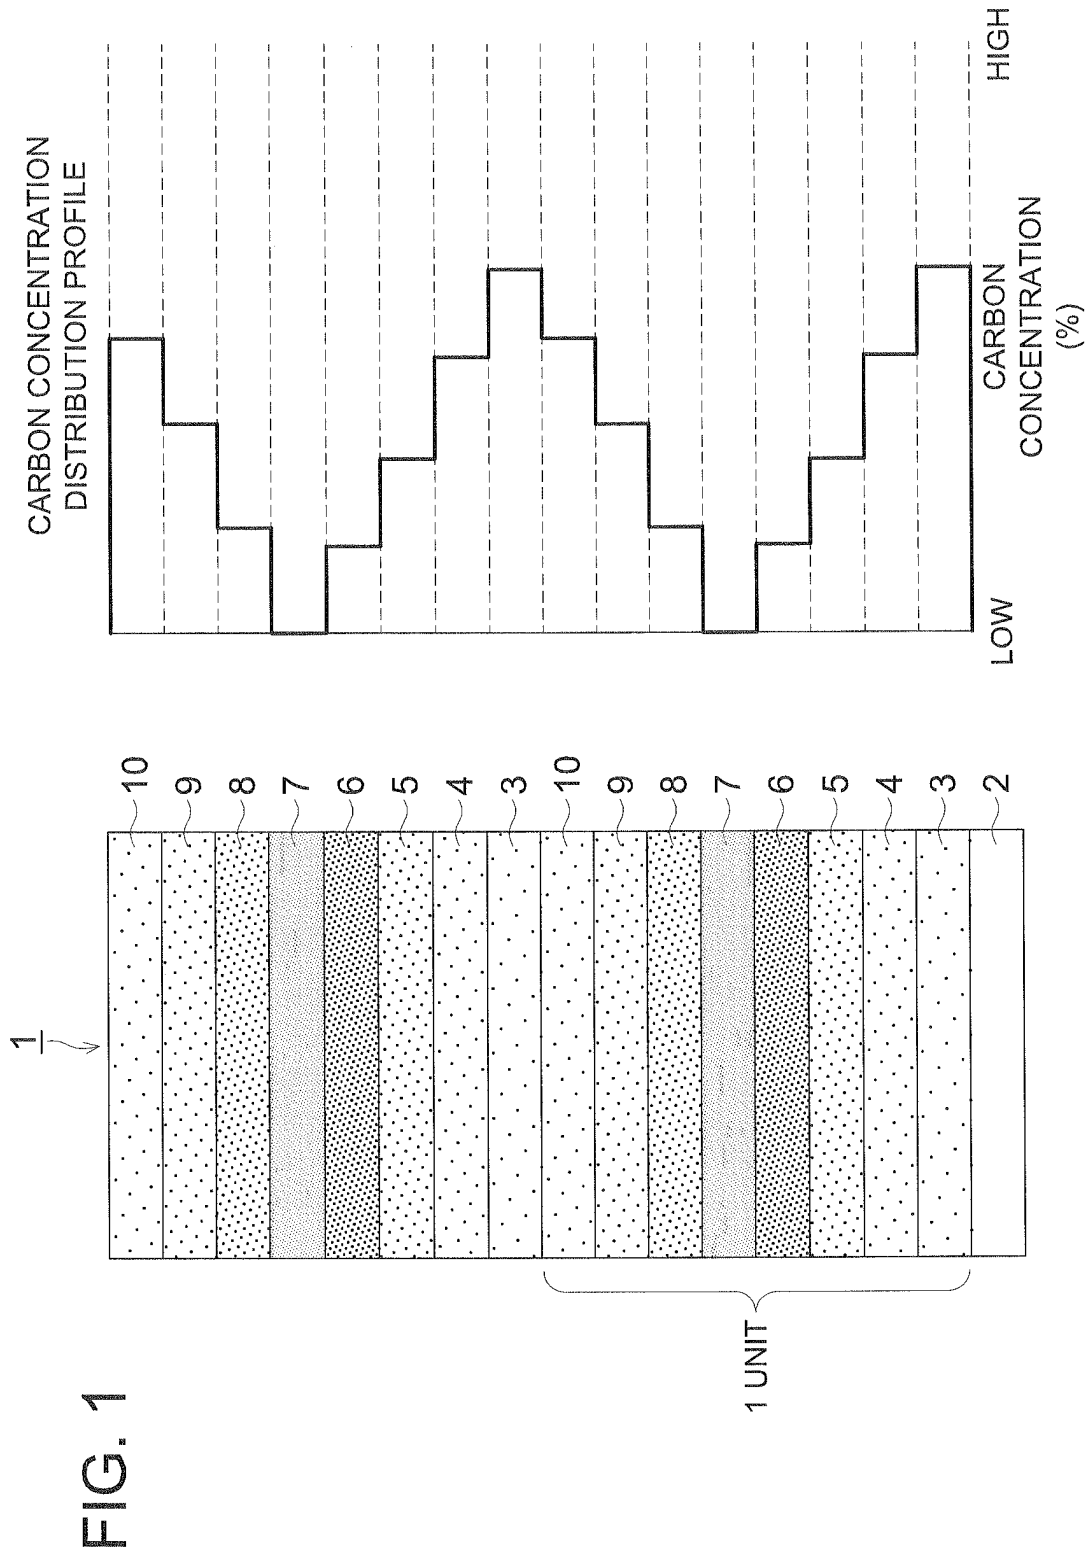 FIG. 1
1
10
9
8
7
6
5
4
3
10
9
8
7
6
5
4
3
2
1 UNIT
CARBON CONCENTRATION
DISTRIBUTION PROFILE
LOW
HIGH
CARBON
CONCENTRATION
(%)